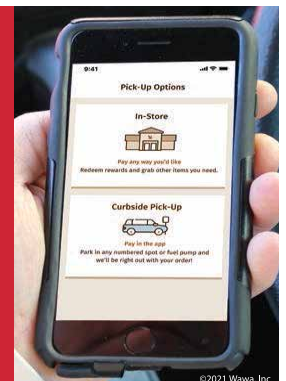 9:41
Pick-Up Options
In-Store
Pay any way you'd like
Redeem rewards and grab other items you need.
Curbside Pick-Up
Pay in the app
Park in any numbered spot or fuel pump and
we'll be right out with your order!
©2021 Wawa, Inc.